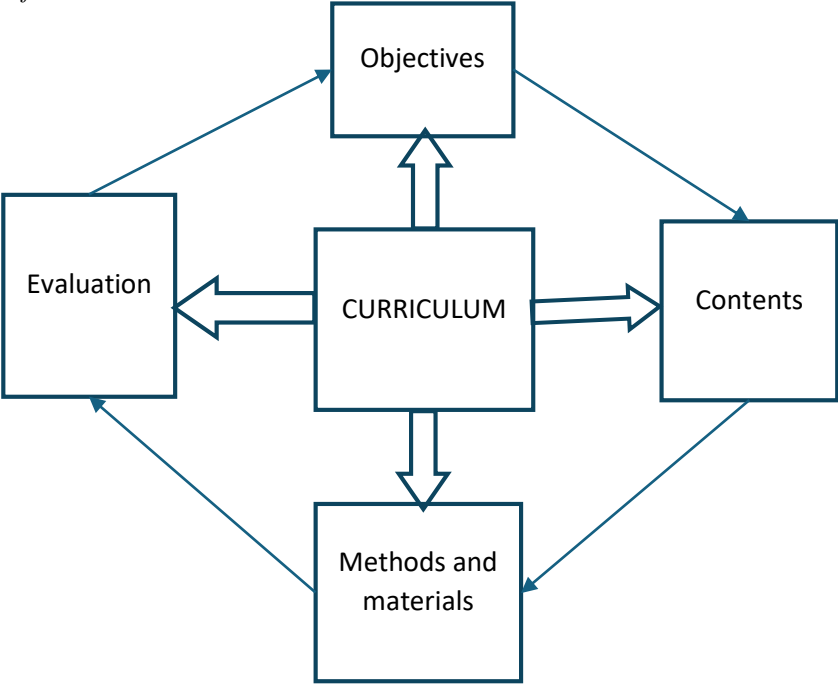 Objectives
Evaluation
CURRICULUM
Contents
Methods and
materials